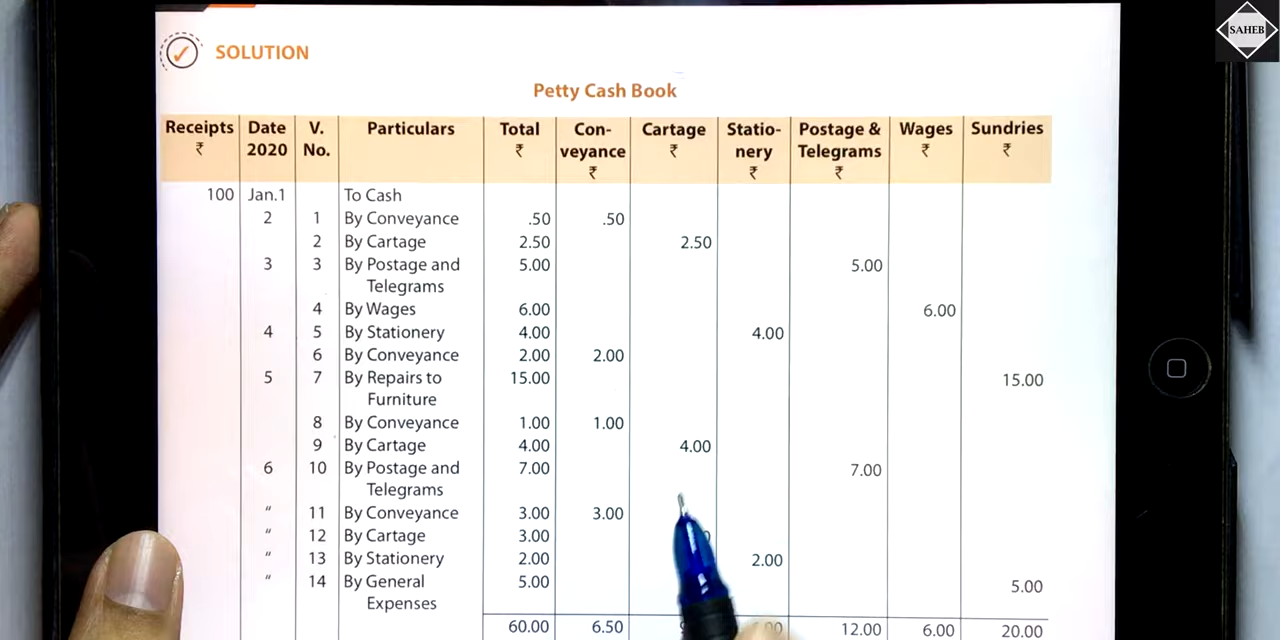 SAHEB
SOLUTION
Petty Cash Book
Receipts ₹ Date 2020 V. No. Particulars Total ₹ Con-veyance ₹ Cartage ₹ Statio-nery ₹ Postage & Telegrams ₹ Wages ₹ Sundries ₹
100 Jan.1 To Cash
2 1 By Conveyance .50 .50
2 By Cartage 2.50 2.50
3 3 By Postage and 5.00 5.00
Telegrams
4 By Wages 6.00 6.00
4 5 By Stationery 4.00 4.00
6 By Conveyance 2.00 2.00
5 7 By Repairs to 15.00 15.00
Furniture
8 By Conveyance 1.00 1.00
9 By Cartage 4.00 4.00
6 10 By Postage and 7.00 7.00
Telegrams
" 11 By Conveyance 3.00 3.00
" 12 By Cartage 3.00
" 13 By Stationery 2.00 2.00
" 14 By General 5.00 5.00
Expenses
60.00 6.50 12.00 6.00 20.00